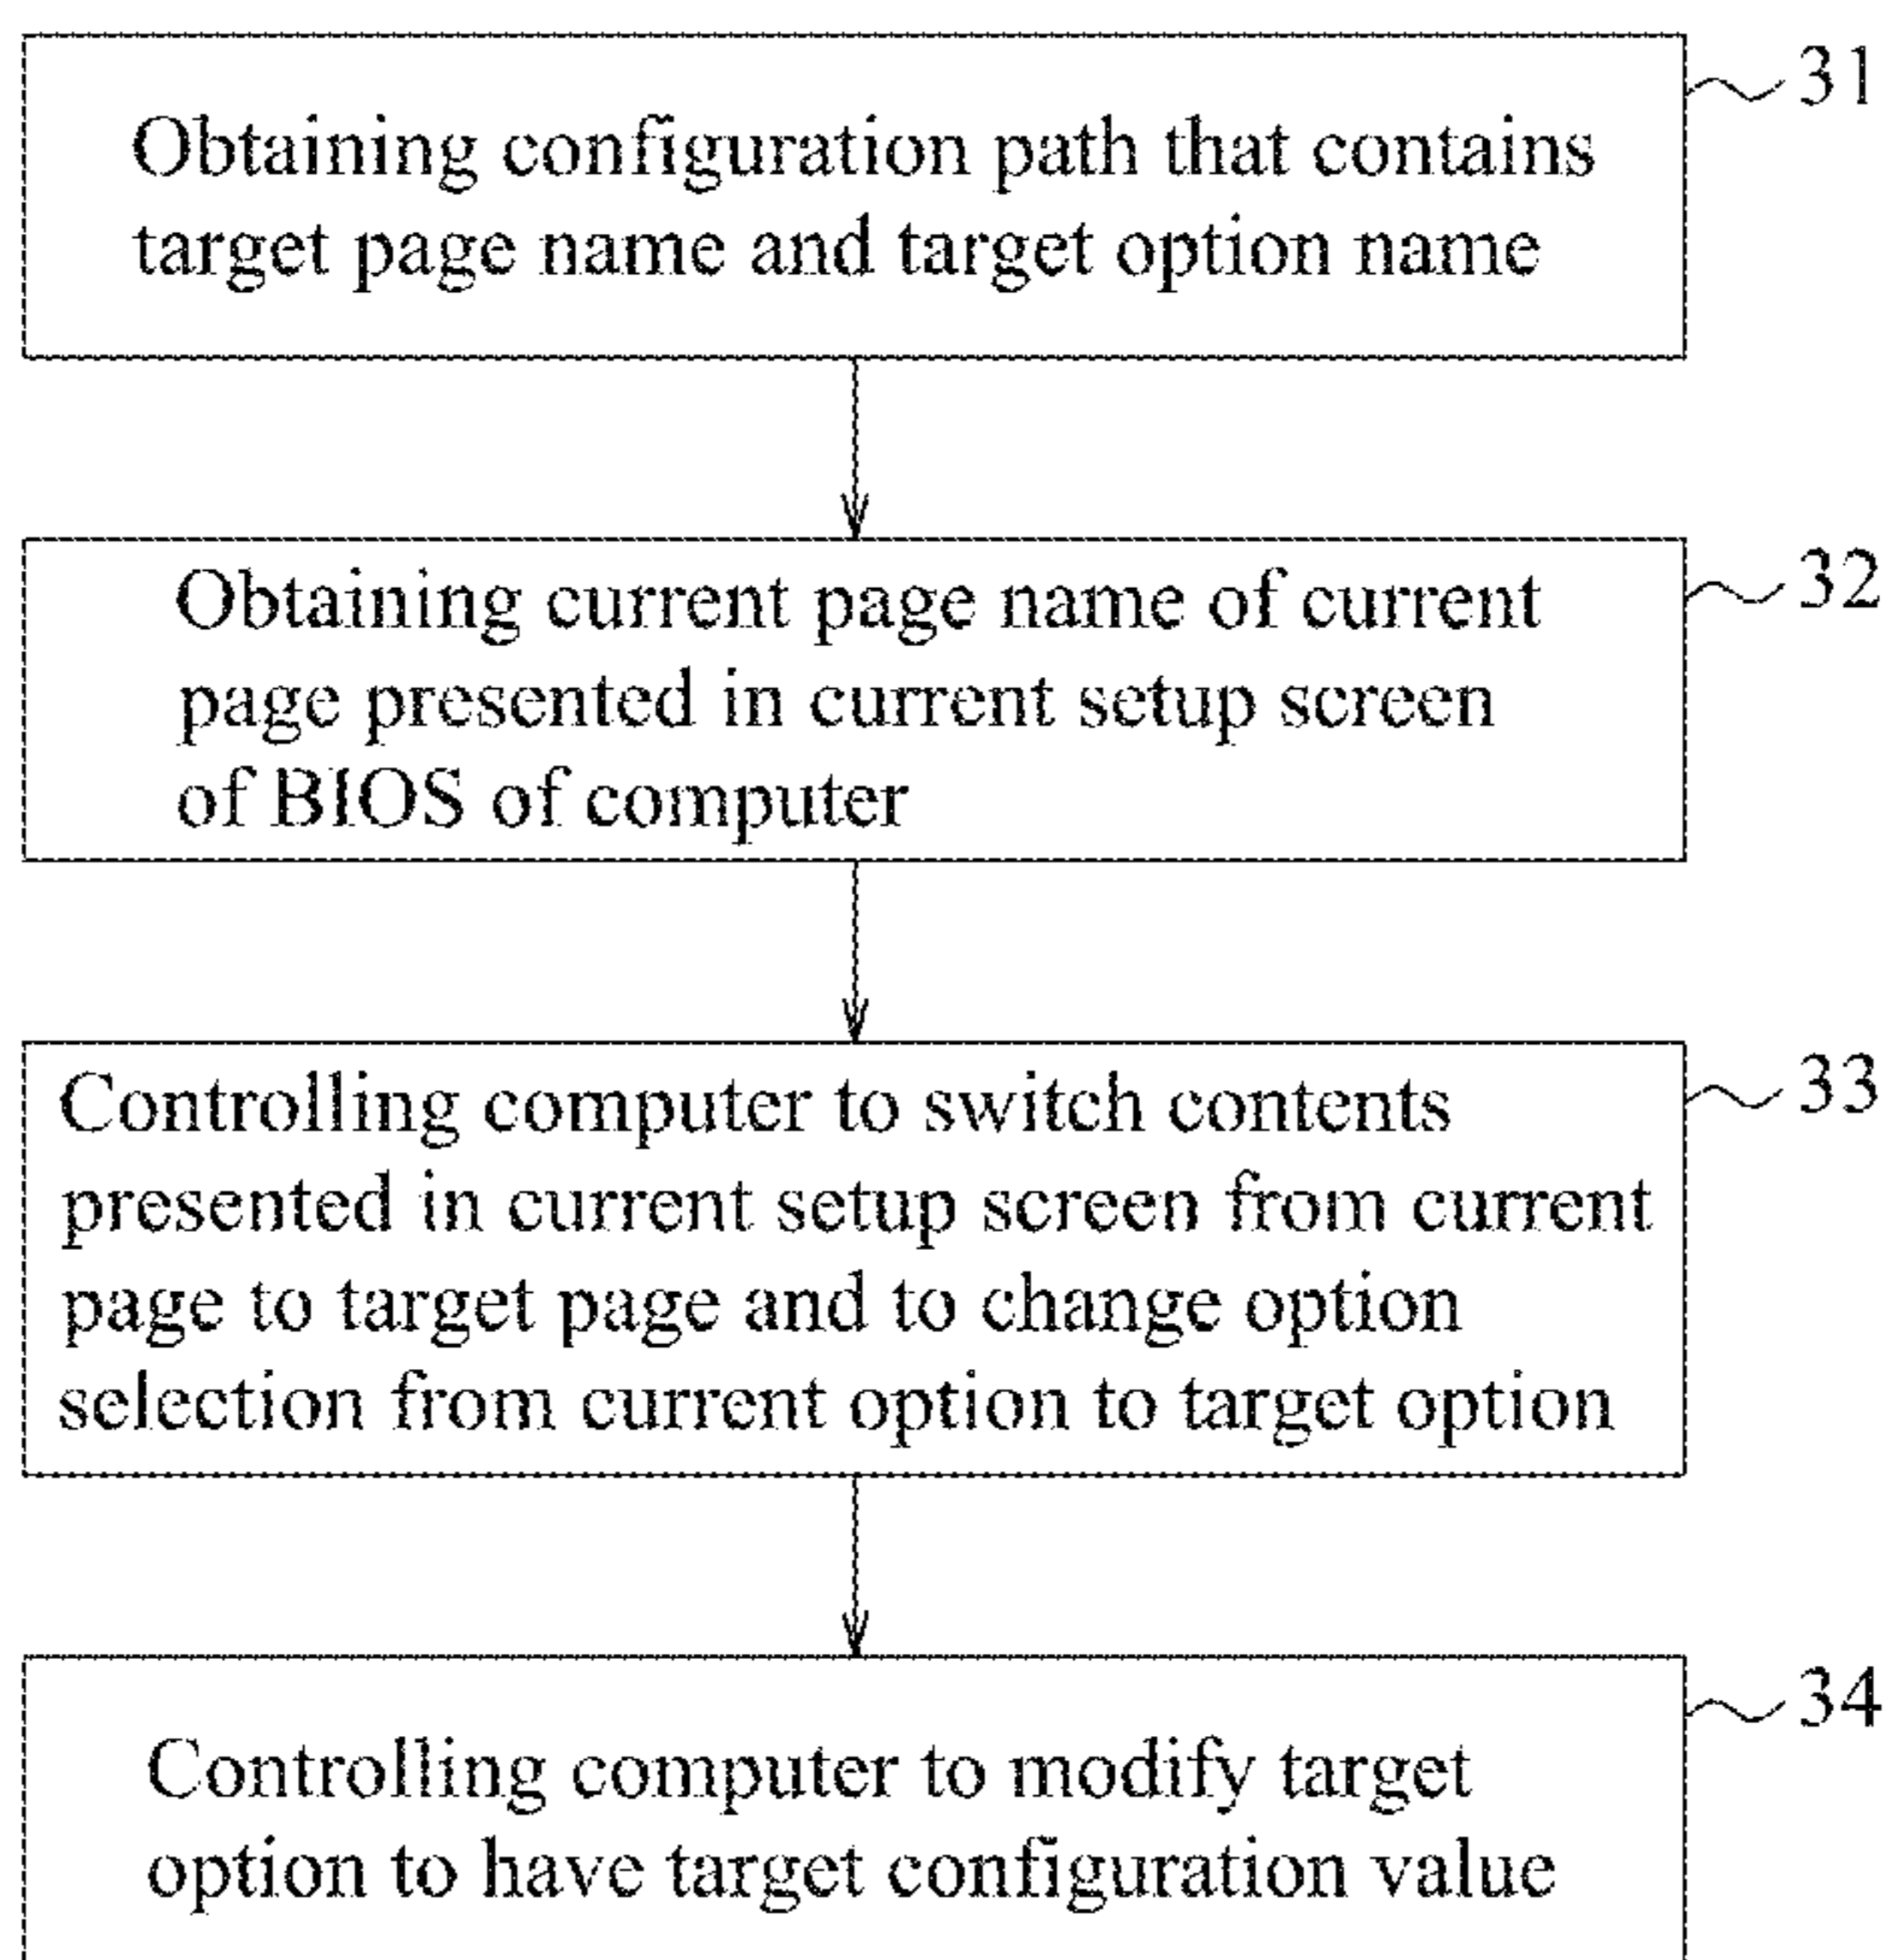 31
Obtaining configuration path that contains
target page name and target option name
32
Obtaining current page name of current
page presented in current setup screen
of BIOS of computer
33
Controlling computer to switch contents
presented in current setup screen from current
page to target page and to change option
selection from current option to target option
34
Controlling computer to modify target
option to have target configuration value